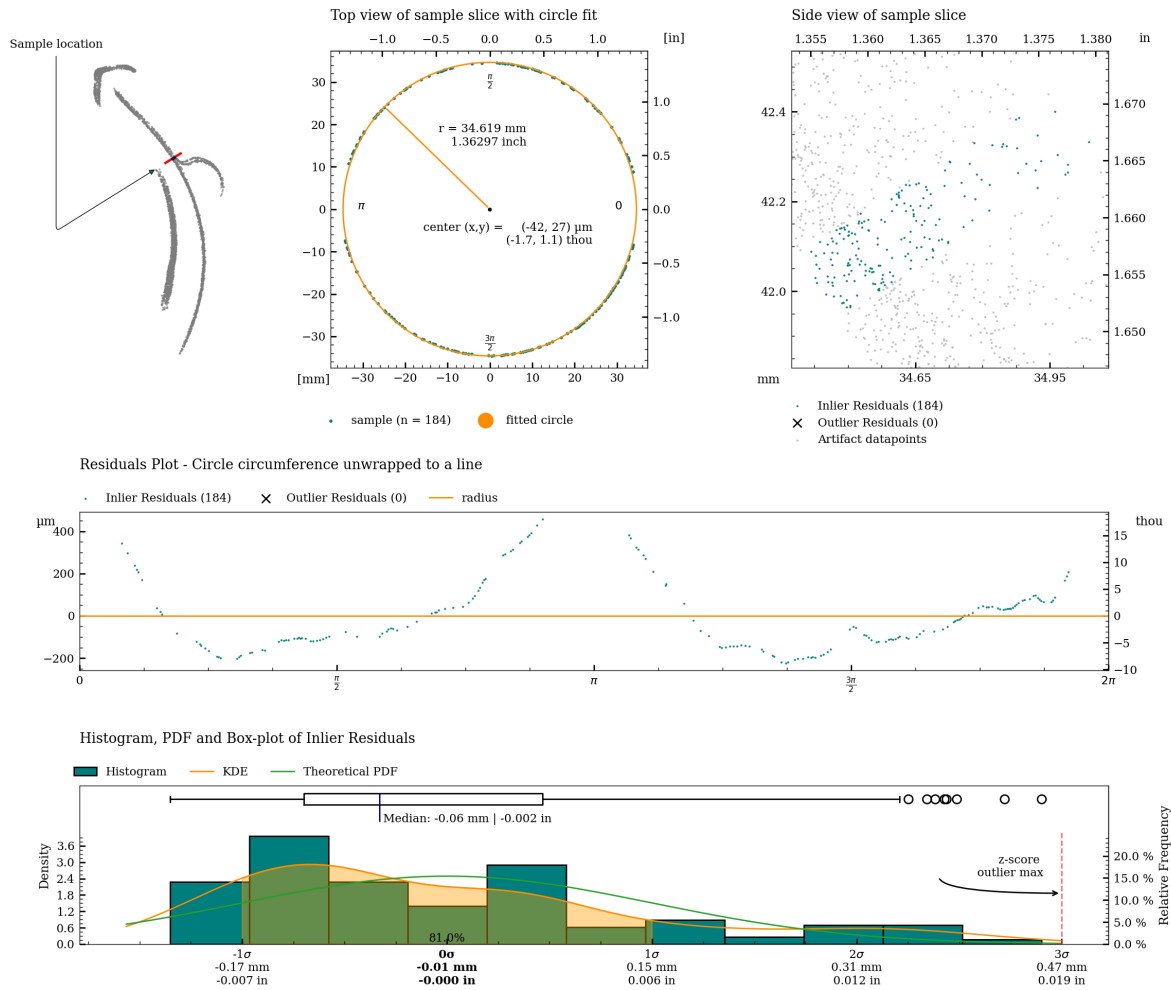 Sample location
Top view of sample slice with circle fit
−1.0 −0.5 0.0 0.5 1.0 [in]
30
20
10
0
−10
−20
−30
1.0
0.5
0.0
−0.5
−1.0
π/2
r = 34.619 mm
1.36297 inch
π
0
center (x,y) = (-42, 27) µm
(-1.7, 1.1) thou
3π/2
[mm] −30 −20 −10 0 10 20 30
sample (n = 184) fitted circle
Side view of sample slice
1.355 1.360 1.365 1.370 1.375 1.380 in
42.4
42.2
42.0
1.670
1.665
1.660
1.655
1.650
mm 34.65 34.95
Inlier Residuals (184)
Outlier Residuals (0)
Artifact datapoints
Residuals Plot - Circle circumference unwrapped to a line
Inlier Residuals (184) Outlier Residuals (0) radius
µm
thou
400
200
0
−200
15
10
5
0
−5
−10
0 π/2 π 3π/2 2π
Histogram, PDF and Box-plot of Inlier Residuals
Histogram KDE Theoretical PDF
Median: -0.06 mm | -0.002 in
Density
3.6
3.0
2.4
1.8
1.2
0.6
0.0
z-score
outlier max
81.0%
20.0 %
15.0 %
10.0 %
5.0 %
0.0 %
Relative Frequency
-1σ 0σ 1σ 2σ 3σ
-0.17 mm -0.01 mm 0.15 mm 0.31 mm 0.47 mm
-0.007 in -0.000 in 0.006 in 0.012 in 0.019 in